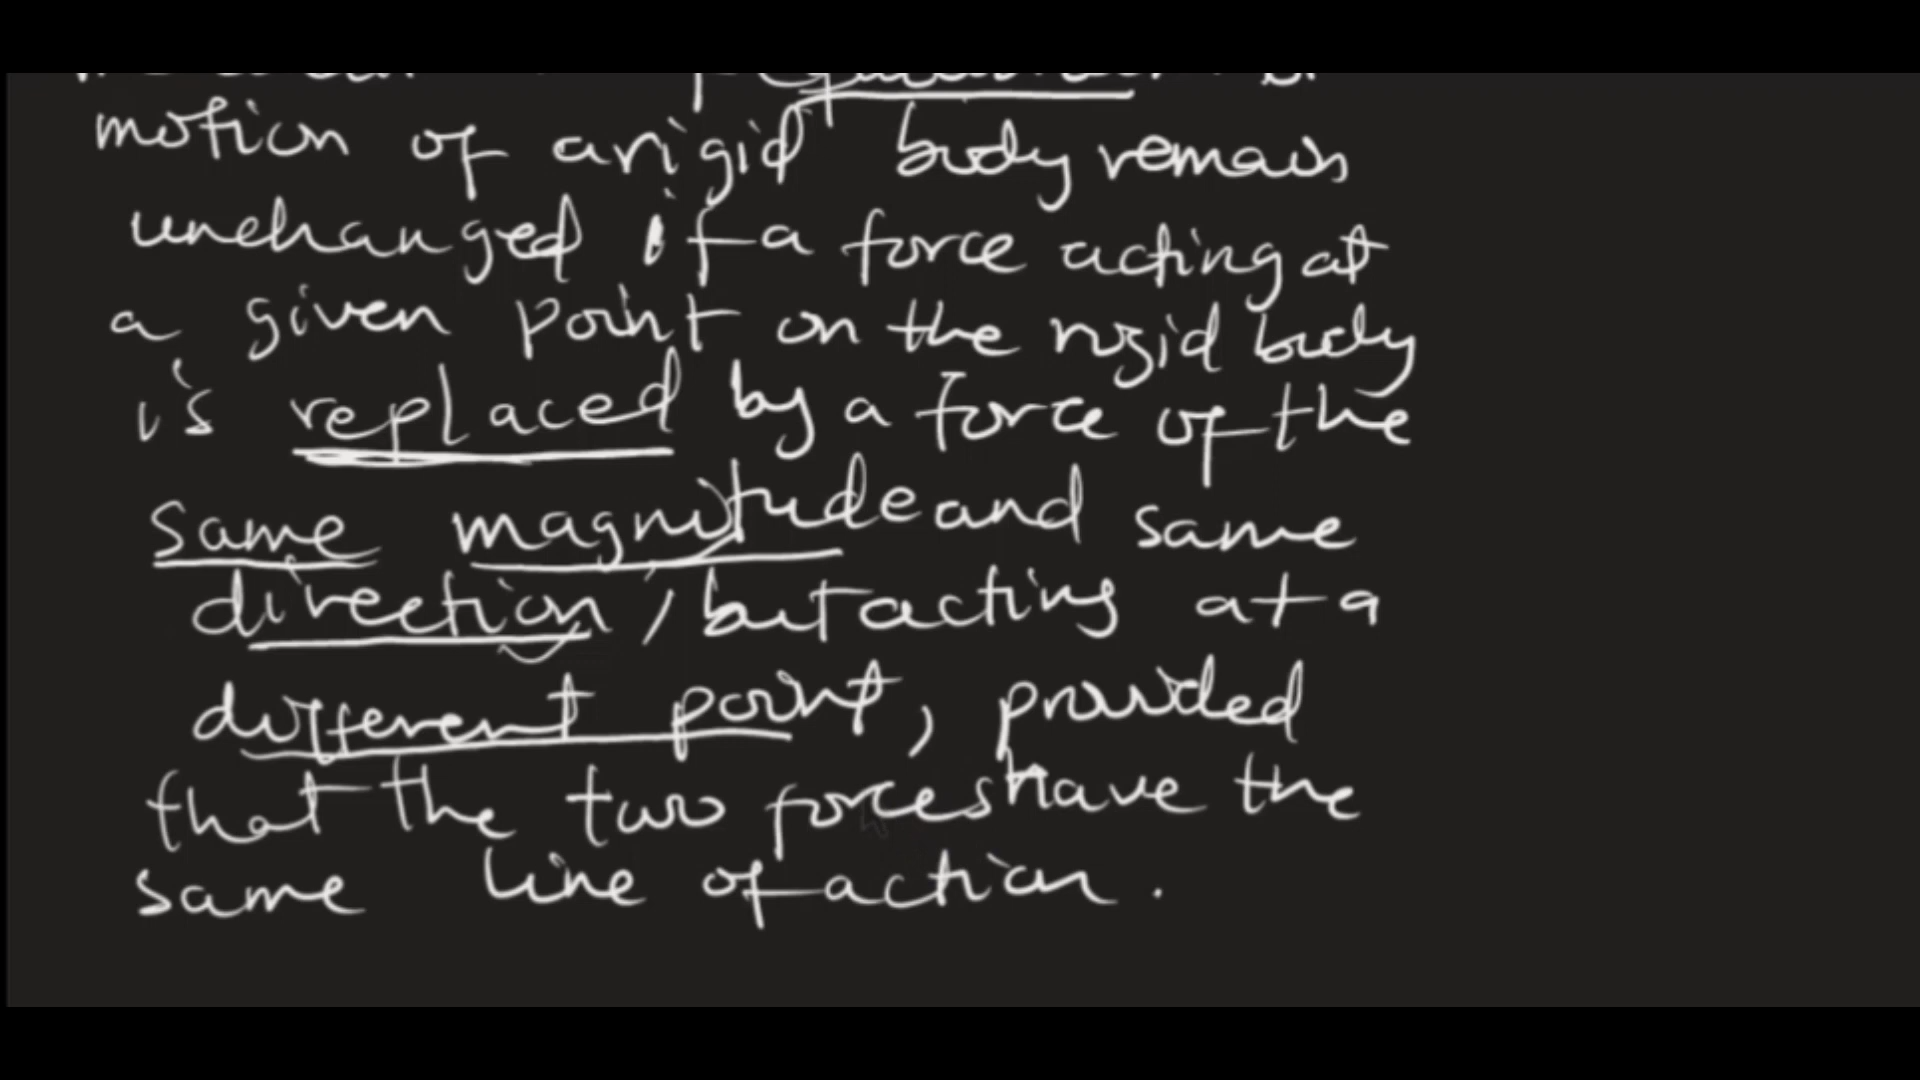 motion of a rigid body remain
unchanged if a force acting at
a given point on the rigid body
is replaced by a force of the
same magnitude and same
direction, but acting at a
different point, provided
that the two forces have the
same line of action.